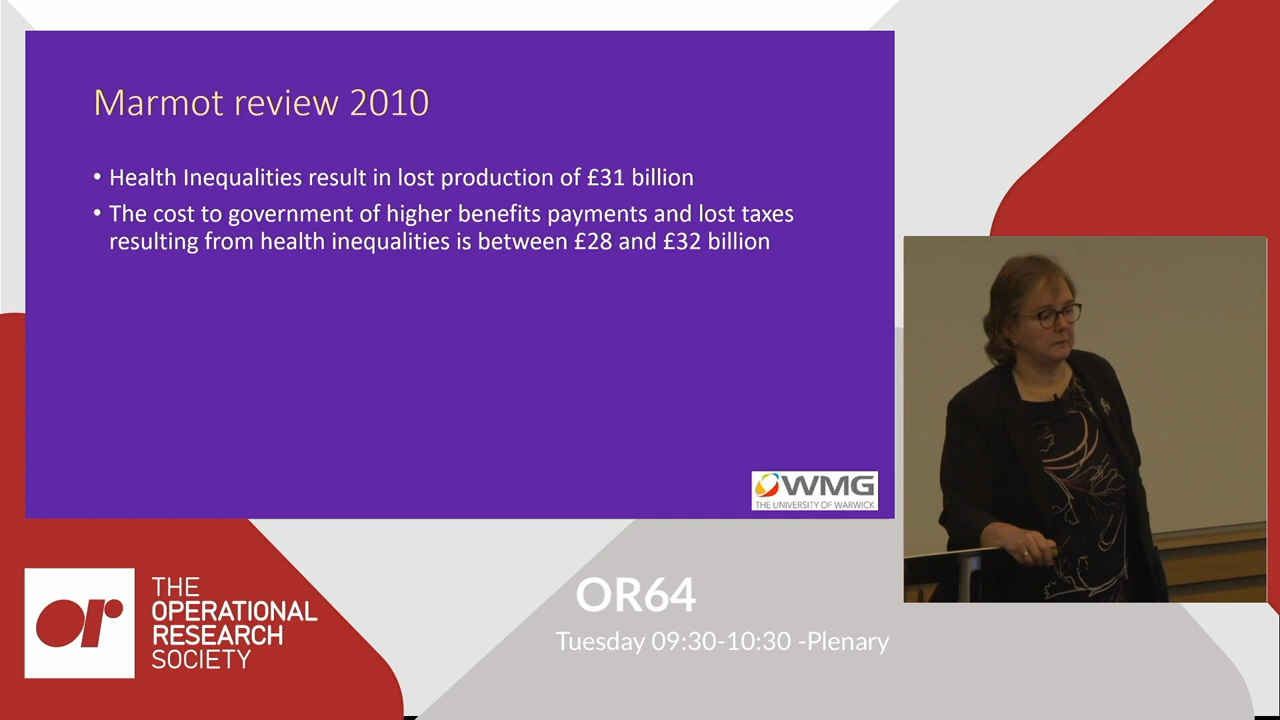 Marmot review 2010
• Health Inequalities result in lost production of £31 billion
• The cost to government of higher benefits payments and lost taxes
resulting from health inequalities is between £28 and £32 billion
WMG
THE UNIVERSITY OF WARWICK
or
THE
OPERATIONAL
RESEARCH
SOCIETY
OR64
Tuesday 09:30-10:30 -Plenary